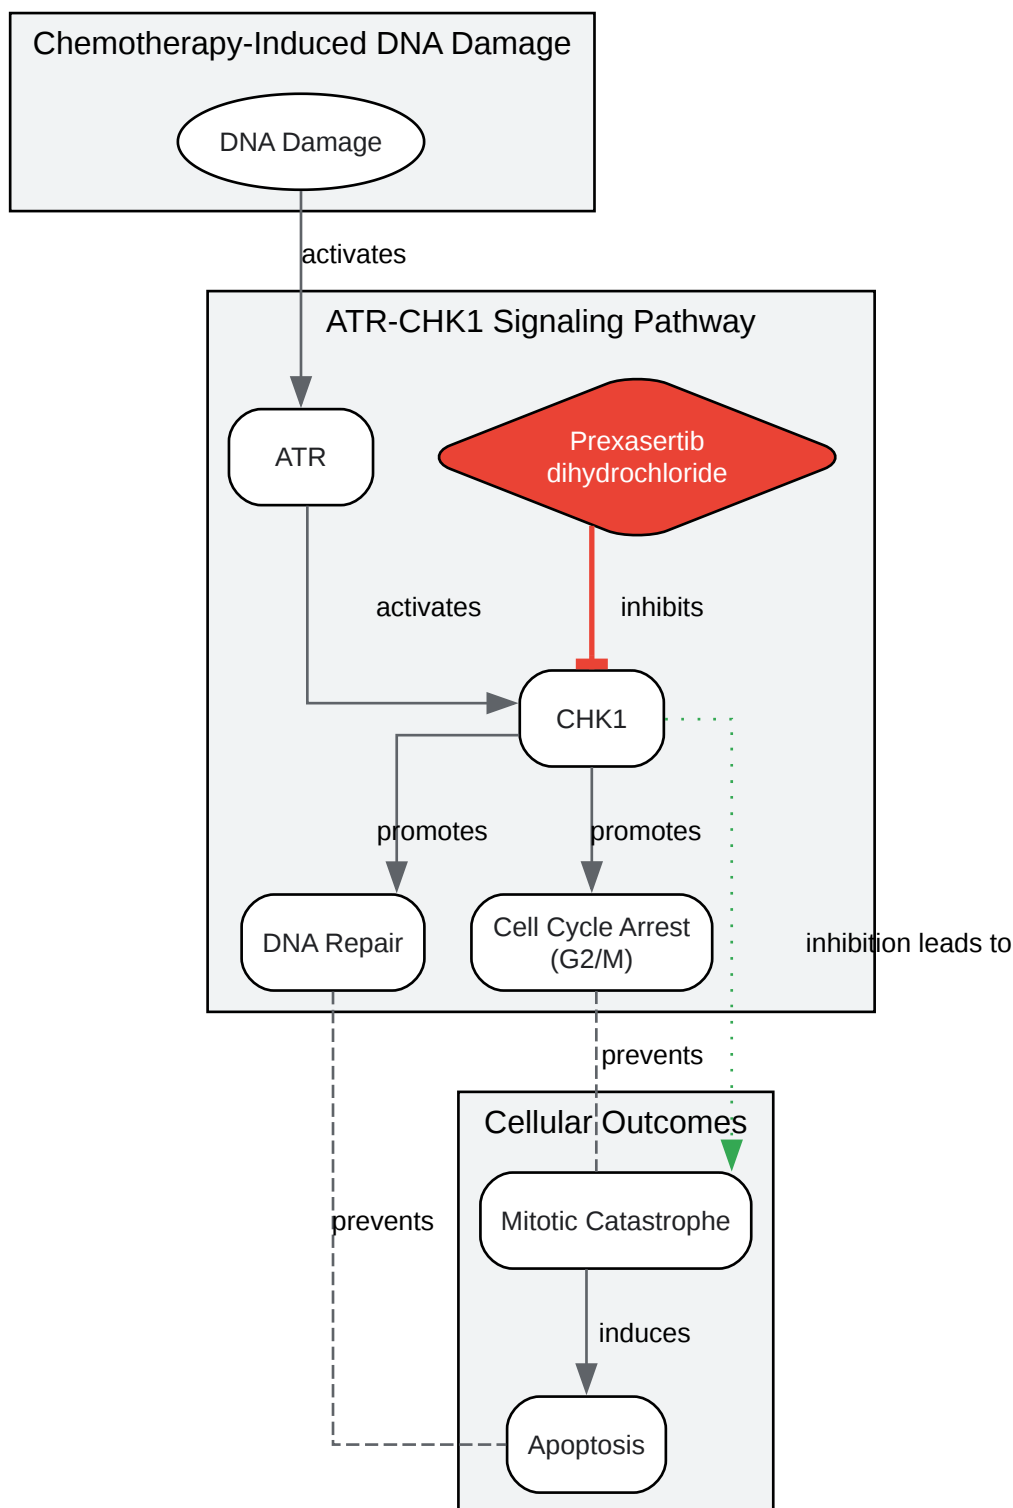 Chemotherapy-Induced DNA Damage
DNA Damage
activates
ATR-CHK1 Signaling Pathway
ATR
Prexasertib
dihydrochloride
activates
inhibits
CHK1
promotes
promotes
DNA Repair
Cell Cycle Arrest
(G2/M)
inhibition leads to
prevents
Cellular Outcomes
Mitotic Catastrophe
prevents
induces
Apoptosis